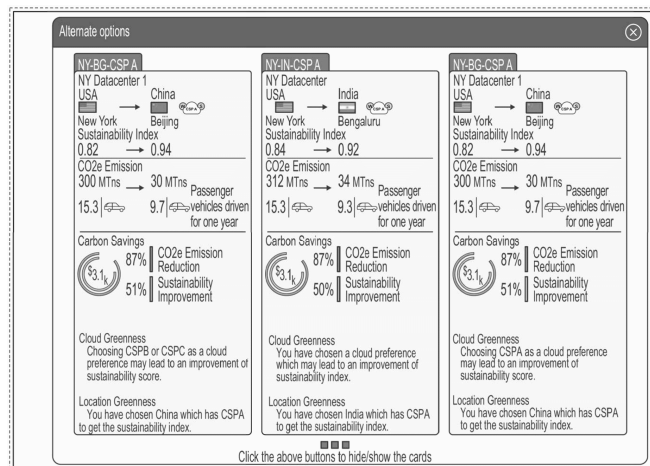 Alternate options
NY-BG-CSP A
NY Datacenter 1
USA → China
CSP A
New York Beijing
Sustainability Index
0.82 → 0.94
CO2e Emission
300 MTns → 30 MTns
Passenger
15.3 | 9.7 | vehicles driven
for one year
Carbon Savings
$3.1k
87% CO2e Emission
Reduction
51% Sustainability
Improvement
Cloud Greenness
Choosing CSPB or CSPC as a cloud
preference may lead to an improvement of
sustainability score.
Location Greenness
You have chosen China which has CSPA
to get the sustainability index.
NY-IN-CSP A
NY Datacenter
USA → India
CSP A
New York Bengaluru
Sustainability Index
0.84 → 0.92
CO2e Emission
312 MTns → 34 MTns
Passenger
15.3 | 9.3 | vehicles driven
for one year
Carbon Savings
$3.1k
87% CO2e Emission
Reduction
50% Sustainability
Improvement
Cloud Greenness
You have chosen a cloud preference
which may lead to an improvement of
sustainability index.
Location Greenness
You have chosen India which has CSPA
to get the sustainability index.
NY-BG-CSP A
NY Datacenter 1
USA → China
CSP A
New York Beijing
Sustainability Index
0.82 → 0.94
CO2e Emission
300 MTns → 30 MTns
Passenger
15.3 | 9.7 | vehicles driven
for one year
Carbon Savings
$3.1k
87% CO2e Emission
Reduction
51% Sustainability
Improvement
Cloud Greenness
Choosing CSPA as a cloud preference
may lead to an improvement of
sustainability score.
Location Greenness
You have chosen China which has CSPA
to get the sustainability index.
Click the above buttons to hide/show the cards